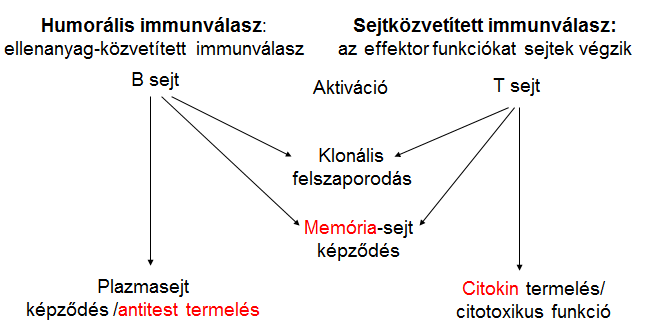 Humorális immunválasz:
ellenanyag-közvetített immunválasz
Sejtközvetített immunválasz:
az effektor funkciókat sejtek végzik
B sejt
Aktiváció
T sejt
Klonális
felszaporodás
Memória-sejt
képződés
Plazmasejt
képződés /antitest termelés
Citokin termelés/
citotoxikus funkció